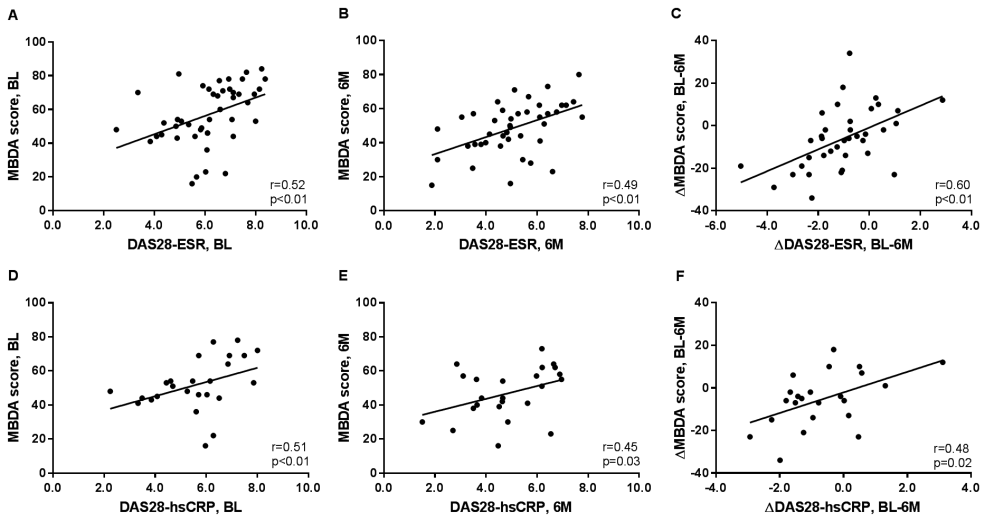 A
MBDA score, BL
100
80
60
40
20
0
0.0 2.0 4.0 6.0 8.0 10.0
DAS28-ESR, BL
r=0.52
p<0.01
B
MBDA score, 6M
100
80
60
40
20
0
0.0 2.0 4.0 6.0 8.0 10.0
DAS28-ESR, 6M
r=0.49
p<0.01
C
ΔMBDA score, BL-6M
40
20
0
-20
-40
-6.0 -4.0 -2.0 0.0 2.0 4.0
ΔDAS28-ESR, BL-6M
r=0.60
p<0.01
D
MBDA score, BL
100
80
60
40
20
0
0.0 2.0 4.0 6.0 8.0 10
DAS28-hsCRP, BL
r=0.51
p<0.01
E
MBDA score, 6M
100
80
60
40
20
0
0.0 2.0 4.0 6.0 8.0 10.0
DAS28-hsCRP, 6M
r=0.45
p=0.03
F
ΔMBDA score, BL-6M
40
20
0
-20
-40
-4.0 -2.0 0.0 2.0 4.0
ΔDAS28-hsCRP, BL-6M
r=0.48
p=0.02